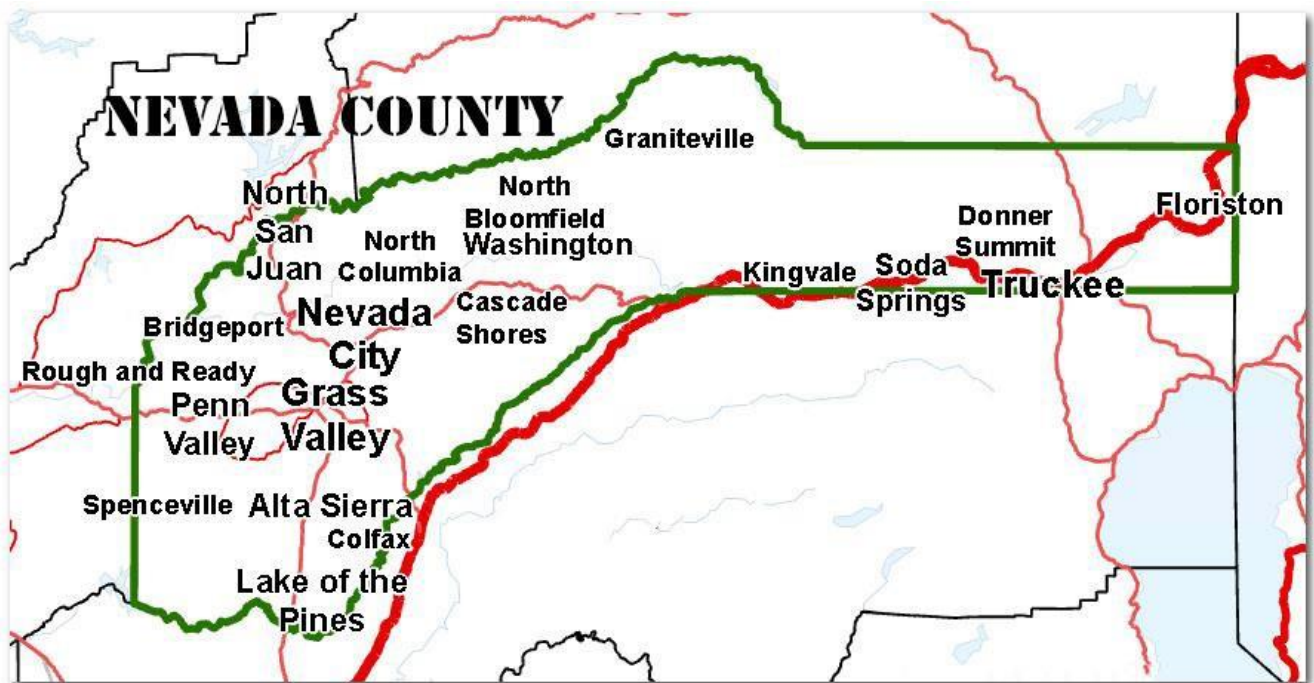 NEVADA COUNTY
Graniteville
North
San
Juan
North
Bloomfield
Washington
North
Columbia
Floriston
Donner
Summit
Kingvale
Soda
Springs
Truckee
Nevada
City
Cascade
Shores
Bridgeport
Rough and Ready
Penn
Valley
Grass
Valley
Spenceville
Alta Sierra
Colfax
Lake of the
Pines